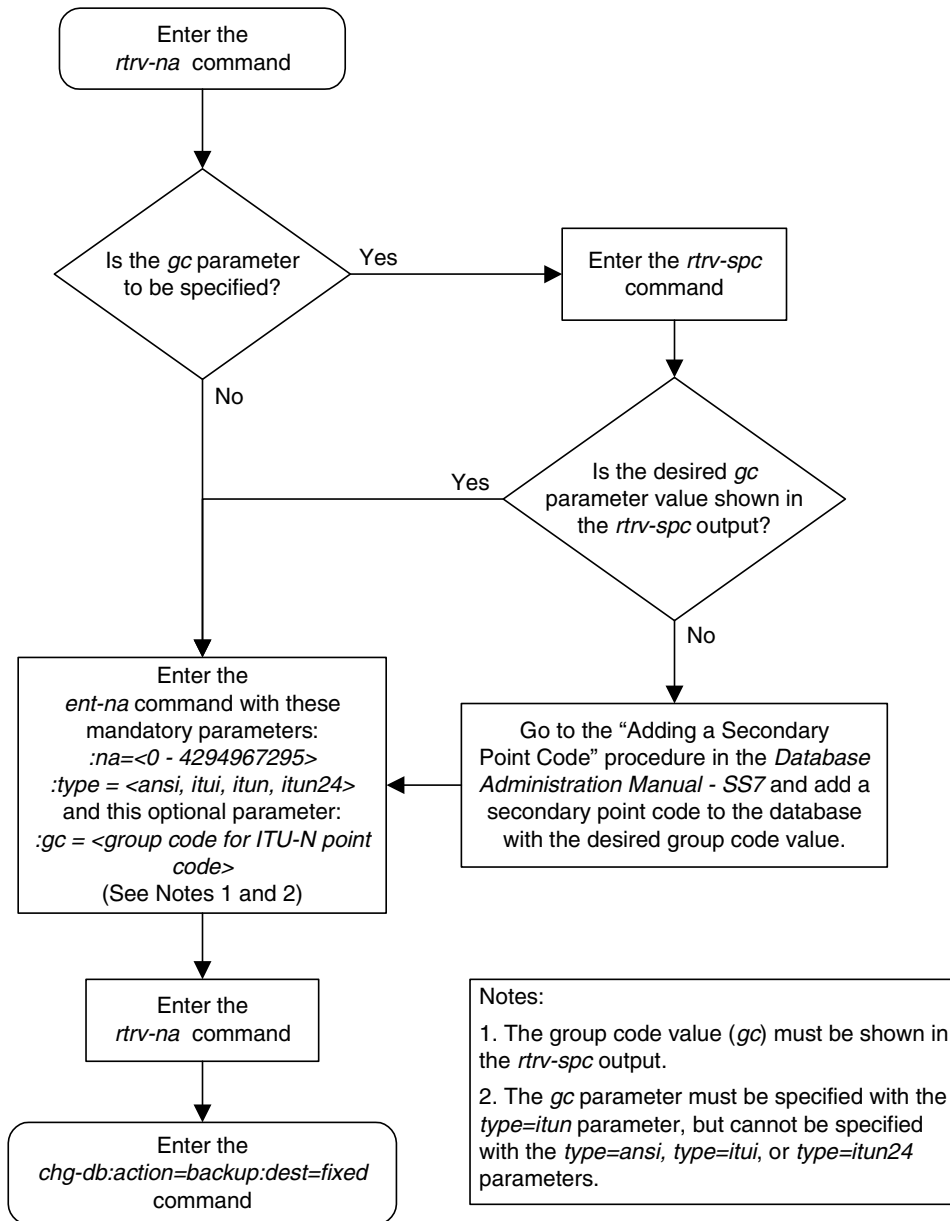 Enter the
rtrv-na command
Is the gc parameter
to be specified?
Yes
Enter the rtrv-spc
command
No
Is the desired gc
parameter value shown in
the rtrv-spc output?
Yes
No
Enter the
ent-na command with these
mandatory parameters:
:na=<0 - 4294967295>
:type = <ansi, itui, itun, itun24>
and this optional parameter:
:gc = <group code for ITU-N point
code>
(See Notes 1 and 2)
Go to the “Adding a Secondary
Point Code” procedure in the Database
Administration Manual - SS7 and add a
secondary point code to the database
with the desired group code value.
Enter the
rtrv-na command
Enter the
chg-db:action=backup:dest=fixed
command
Notes:
1. The group code value (gc) must be shown in
the rtrv-spc output.
2. The gc parameter must be specified with the
type=itun parameter, but cannot be specified
with the type=ansi, type=itui, or type=itun24
parameters.